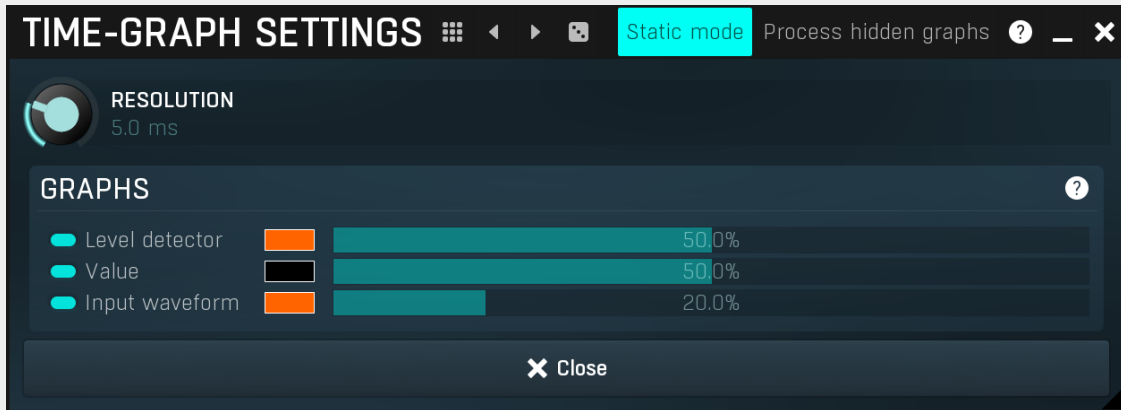 TIME-GRAPH SETTINGS Static mode Process hidden graphs ?
RESOLUTION
5.0 ms
GRAPHS ?
Level detector 50.0%
Value 50.0%
Input waveform 20.0%
Close